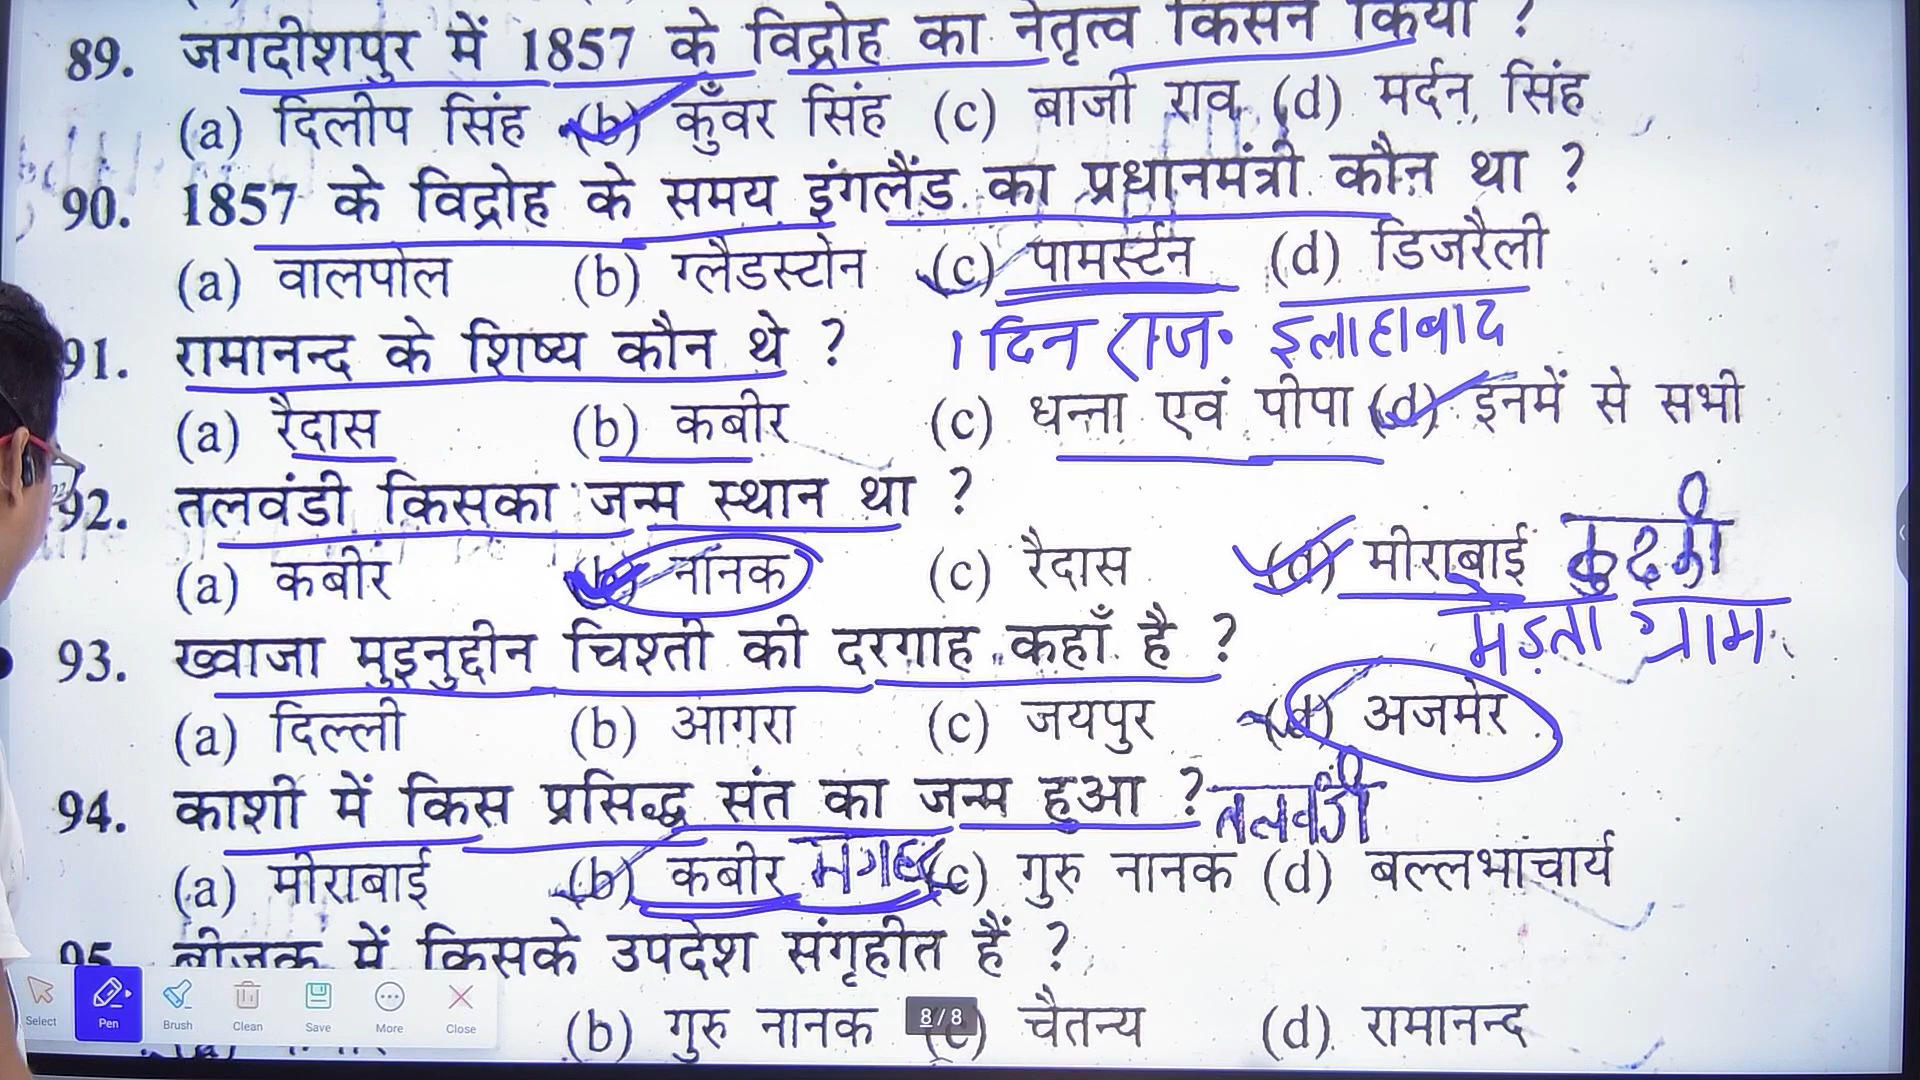 89. जगदीशपुर में 1857 के विद्रोह का नेतृत्व किसने किया ?
(a) दिलीप सिंह (b) कुँवर सिंह (c) बाजी राव (d) मर्दन सिंह
90. 1857 के विद्रोह के समय इंगलैंड का प्रधानमंत्री कौन था ?
(a) वालपोल (b) ग्लैडस्टोन (c) पामर्स्टन (d) डिजरैली
1 दिन राज. इलाहाबाद
91. रामानन्द के शिष्य कौन थे ?
(a) रैदास (b) कबीर (c) धन्ना एवं पीपा (d) इनमें से सभी
92. तलवंडी किसका जन्म स्थान था ?
(a) कबीर (b) नानक (c) रैदास (d) मीराबाई कुदकी
मेड़ता ग्राम
93. ख्वाजा मुइनुद्दीन चिश्ती की दरगाह कहाँ है ?
(a) दिल्ली (b) आगरा (c) जयपुर (d) अजमेर
94. काशी में किस प्रसिद्ध संत का जन्म हुआ ? तलवंडी
(a) मीराबाई (b) कबीर मगहर (c) गुरु नानक (d) बल्लभाचार्य
95. बीजक में किसके उपदेश संगृहीत हैं ?
(b) गुरु नानक (c) चैतन्य (d) रामानन्द
Select Pen Brush Clean Save More Close
8/8